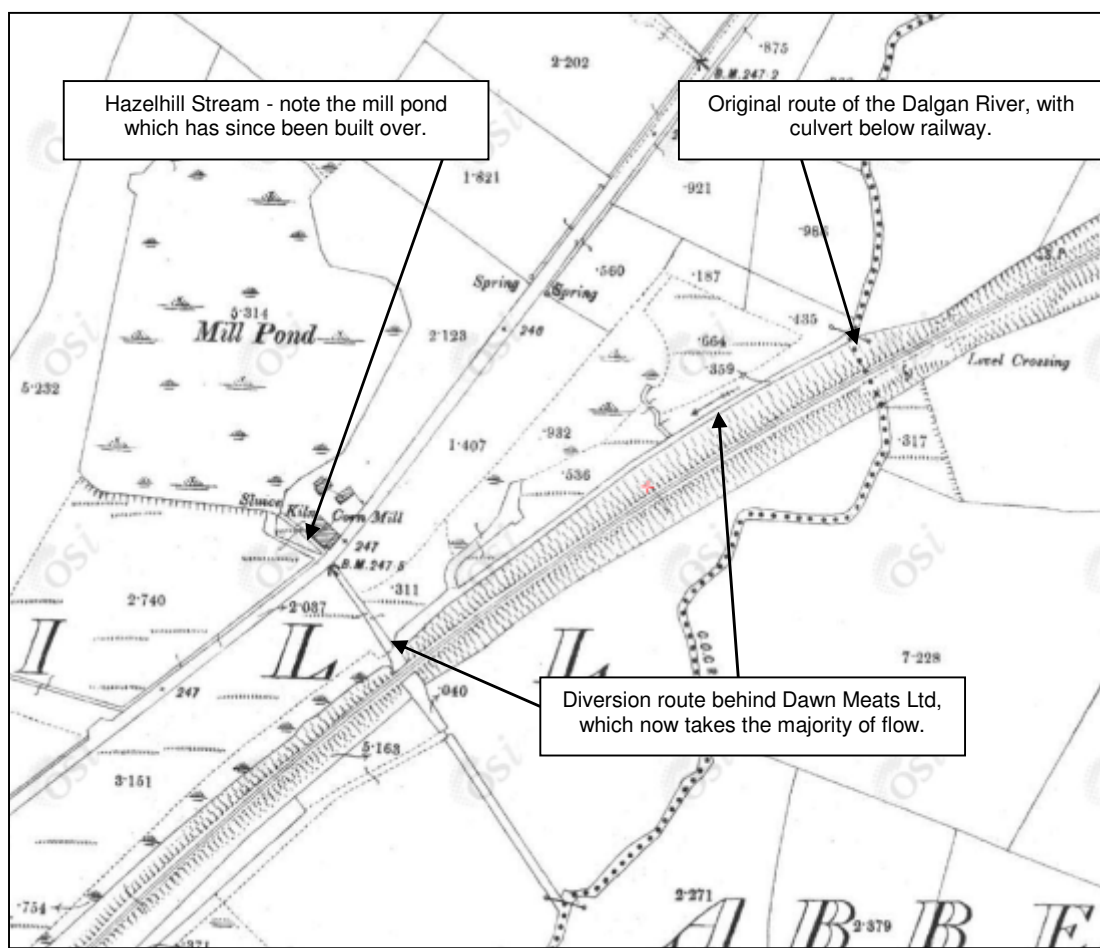 2·202
·875
B.M.247·2
Hazelhill Stream - note the mill pond
which has since been built over.
Original route of the Dalgan River, with
culvert below railway.
1·821
·921
·986
Spring
Spring
·560
·187
S.P.
5·314
Mill Pond
2·123
248
·435
·664
359
Level Crossing
5·232
1·407
·932
·317
·536
Sluice
Kiln
Corn Mill
247
B.M.247·5
·311
2·740
2·037
I L L
7·228
247
·040
Diversion route behind Dawn Meats Ltd,
which now takes the majority of flow.
5·163
3·151
·754
2·271
2·379
A B B E
·371
osi